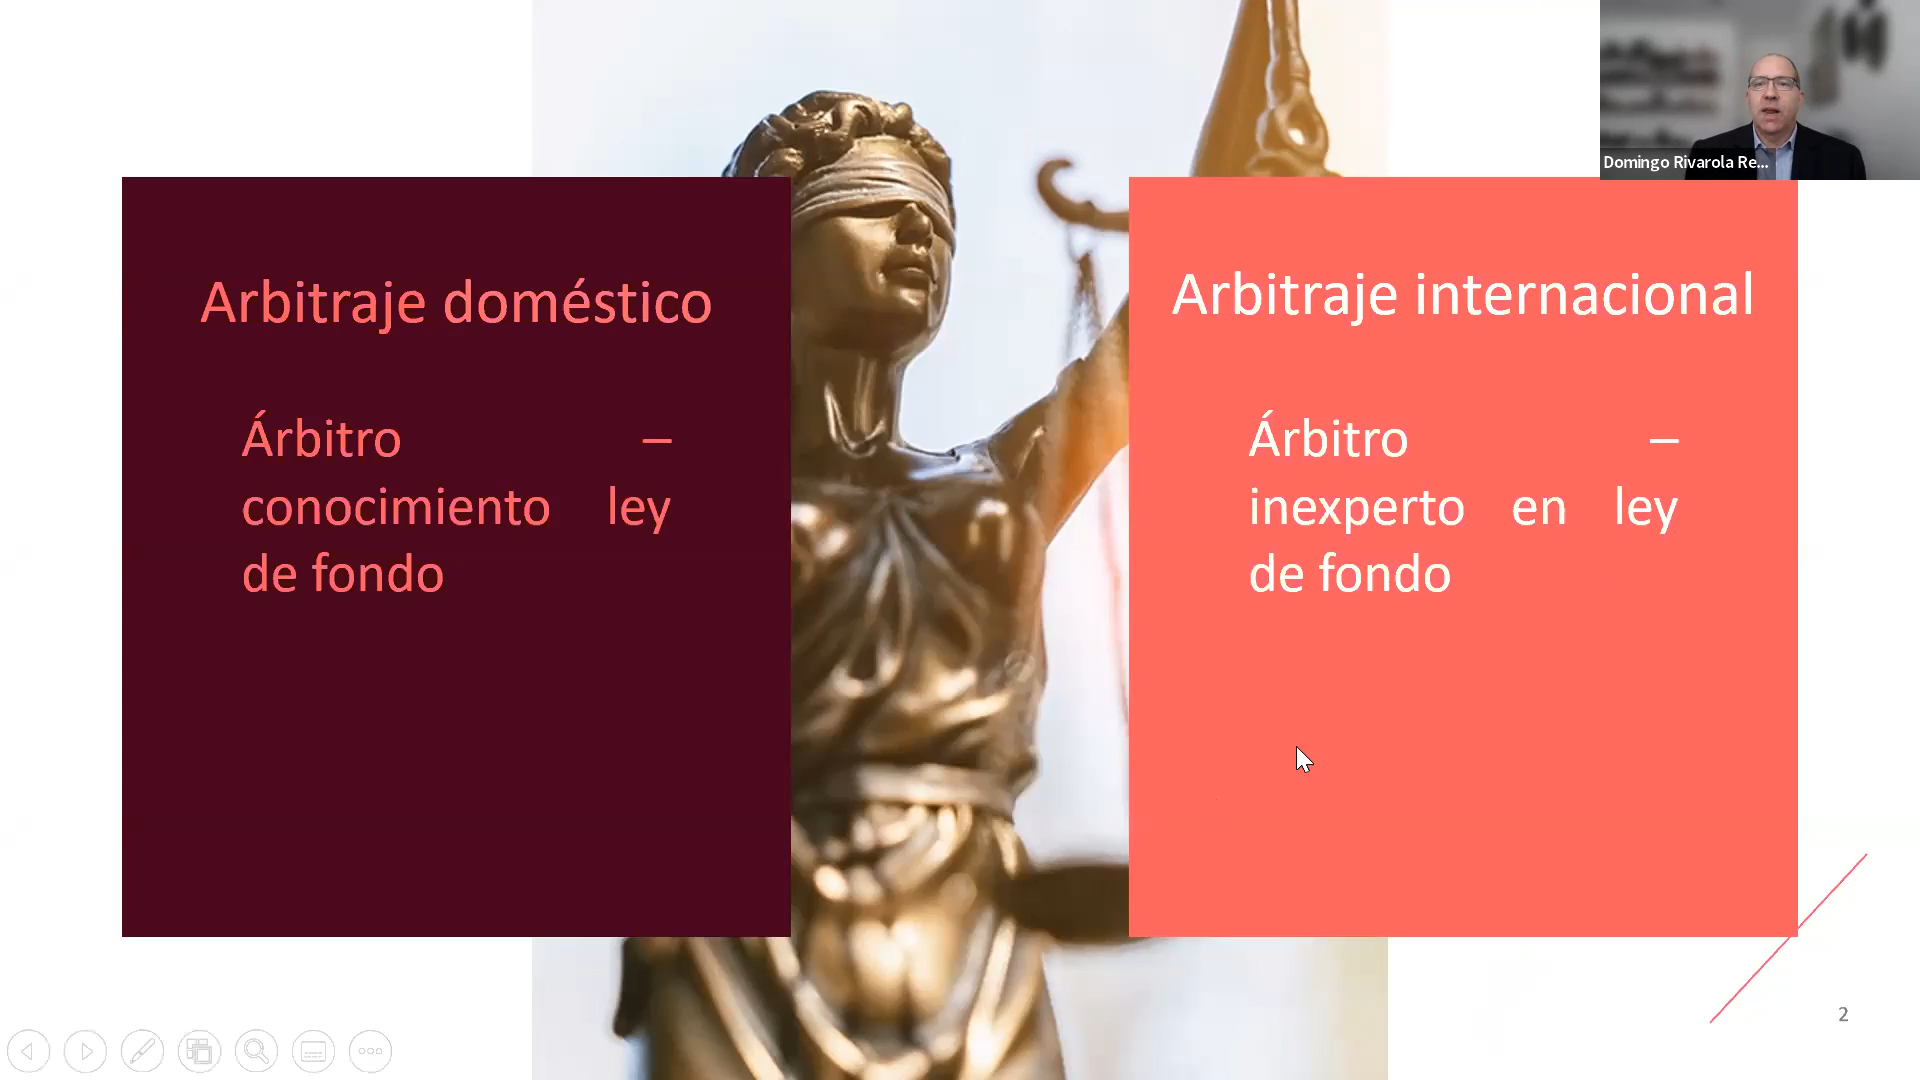 Arbitraje doméstico
Árbitro –
conocimiento ley
de fondo
Arbitraje internacional
Árbitro –
inexperto en ley
de fondo
Domingo Rivarola Re...
2